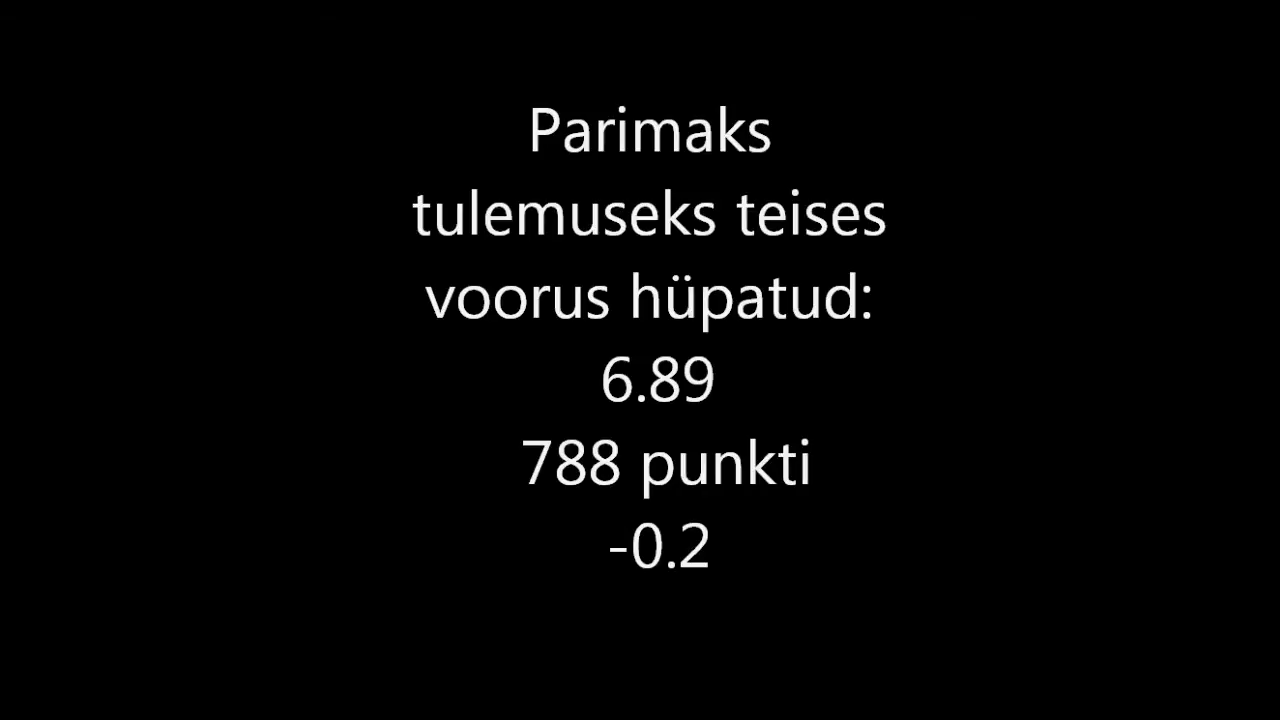 Parimaks
tulemuseks teises
voorus hüpatud:
6.89
788 punkti
-0.2